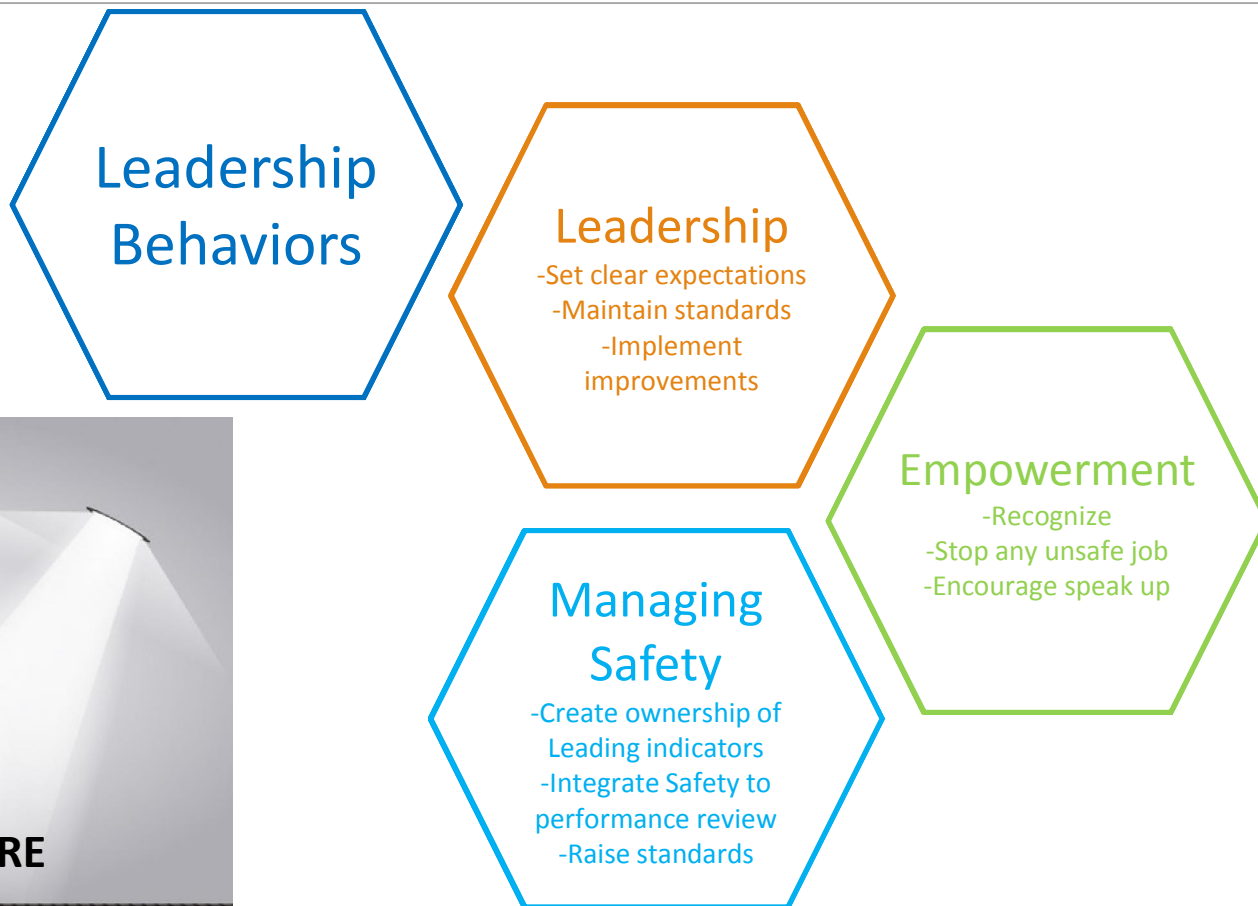 Leadership
Behaviors
Leadership
-Set clear expectations
-Maintain standards
-Implement
improvements
Empowerment
-Recognize
-Stop any unsafe job
-Encourage speak up
Managing
Safety
-Create ownership of
Leading indicators
-Integrate Safety to
performance review
-Raise standards
RE